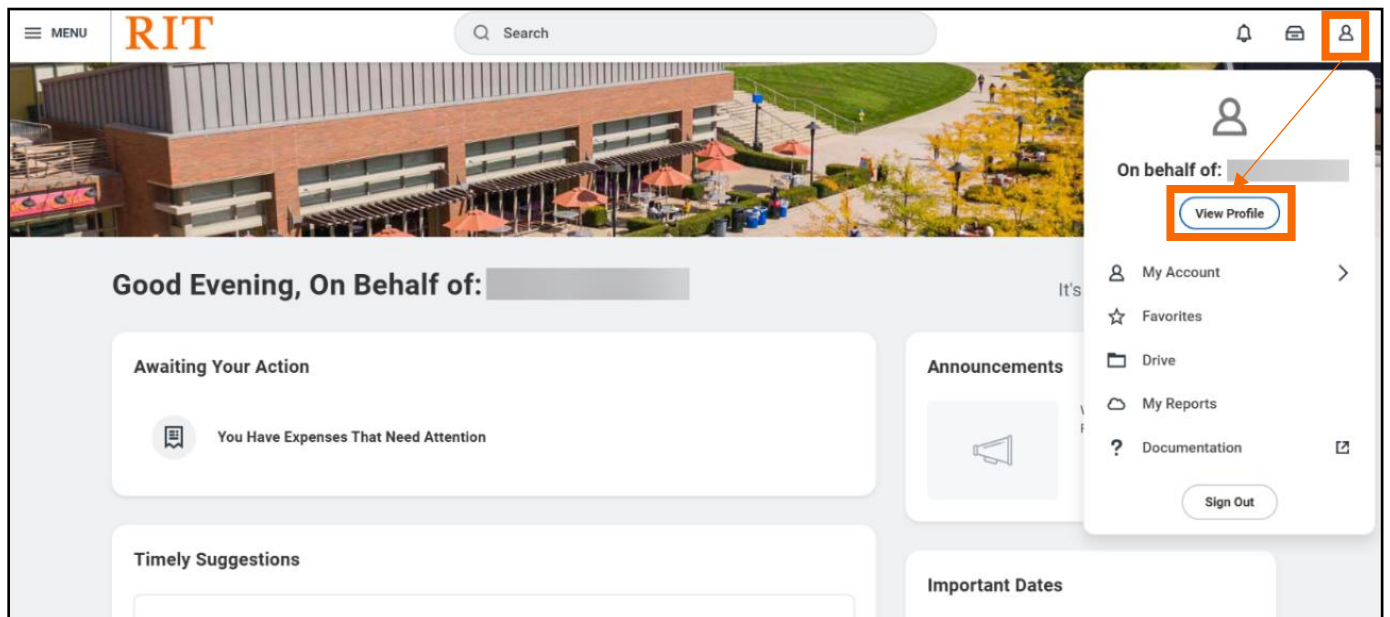 MENU
RIT
Search
On behalf of:
View Profile
Good Evening, On Behalf of:
It's
My Account
Favorites
Drive
My Reports
? Documentation
Sign Out
Awaiting Your Action
You Have Expenses That Need Attention
Announcements
Timely Suggestions
Important Dates